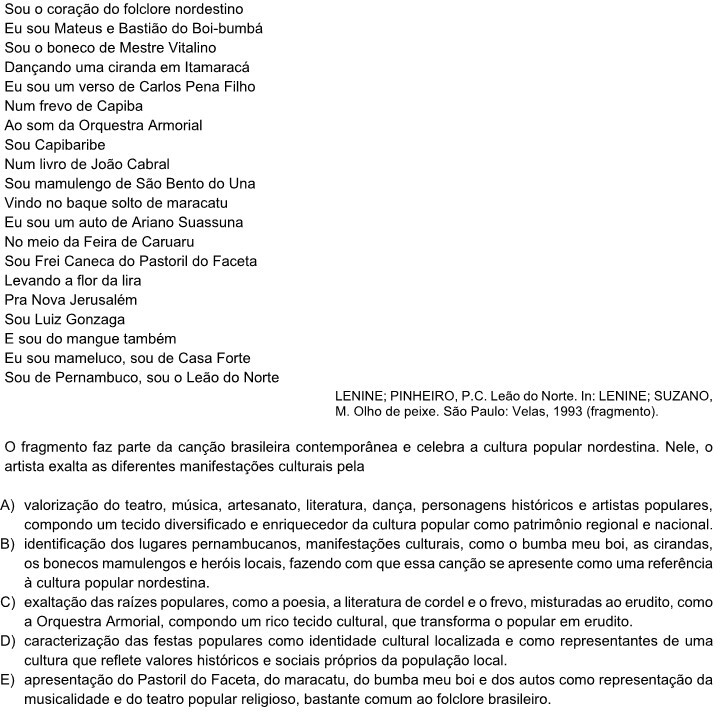 Sou o coração do folclore nordestino
Eu sou Mateus e Bastião do Boi-bumbá
Sou o boneco de Mestre Vitalino
Dançando uma ciranda em Itamaracá
Eu sou um verso de Carlos Pena Filho
Num frevo de Capiba
Ao som da Orquestra Armorial
Sou Capibaribe
Num livro de João Cabral
Sou mamulengo de São Bento do Una
Vindo no baque solto de maracatu
Eu sou um auto de Ariano Suassuna
No meio da Feira de Caruaru
Sou Frei Caneca do Pastoril do Faceta
Levando a flor da lira
Pra Nova Jerusalém
Sou Luiz Gonzaga
E sou do mangue também
Eu sou mameluco, sou de Casa Forte
Sou de Pernambuco, sou o Leão do Norte
LENINE; PINHEIRO, P.C. Leão do Norte. In: LENINE; SUZANO,
M. Olho de peixe. São Paulo: Velas, 1993 (fragmento).
O fragmento faz parte da canção brasileira contemporânea e celebra a cultura popular nordestina. Nele, o
artista exalta as diferentes manifestações culturais pela
A) valorização do teatro, música, artesanato, literatura, dança, personagens históricos e artistas populares,
compondo um tecido diversificado e enriquecedor da cultura popular como patrimônio regional e nacional.
B) identificação dos lugares pernambucanos, manifestações culturais, como o bumba meu boi, as cirandas,
os bonecos mamulengos e heróis locais, fazendo com que essa canção se apresente como uma referência
à cultura popular nordestina.
C) exaltação das raízes populares, como a poesia, a literatura de cordel e o frevo, misturadas ao erudito, como
a Orquestra Armorial, compondo um rico tecido cultural, que transforma o popular em erudito.
D) caracterização das festas populares como identidade cultural localizada e como representantes de uma
cultura que reflete valores históricos e sociais próprios da população local.
E) apresentação do Pastoril do Faceta, do maracatu, do bumba meu boi e dos autos como representação da
musicalidade e do teatro popular religioso, bastante comum ao folclore brasileiro.